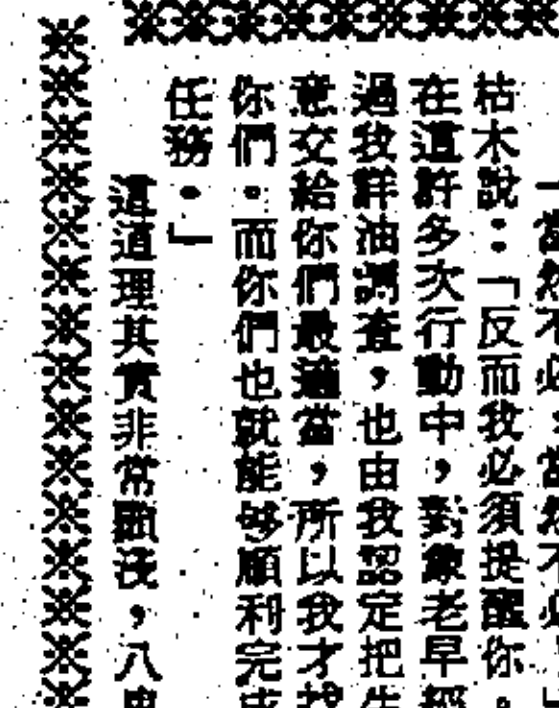 「當然不必，當然不必！」
枯木說：「反而我必須提醒你。
在這許多次行動中，對象老早經
過我詳油調查，也由我認定把生
意交給你們最適當，所以我才找
你們．而你們也就能够順利完成
任務．」
這道理其實非常顯淺，八臾